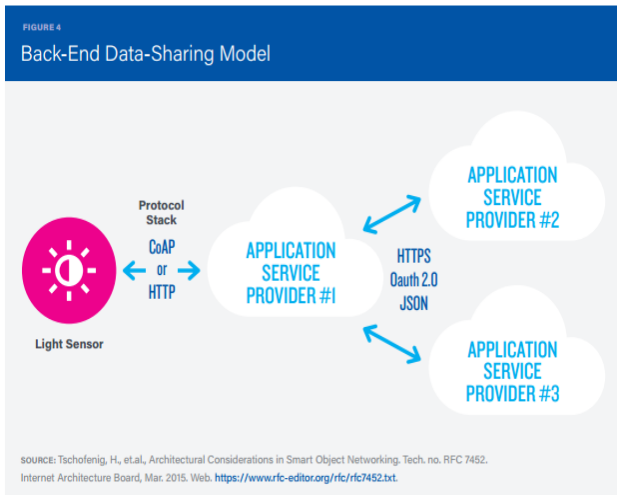 FIGURE 4
Back-End Data-Sharing Model
Protocol
Stack
CoAP
or
HTTP
Light Sensor
APPLICATION
SERVICE
PROVIDER #1
HTTPS
Oauth 2.0
JSON
APPLICATION
SERVICE
PROVIDER #2
APPLICATION
SERVICE
PROVIDER #3
SOURCE: Tschofenig, H., et.al., Architectural Considerations in Smart Object Networking. Tech. no. RFC 7452.
Internet Architecture Board, Mar. 2015. Web. https://www.rfc-editor.org/rfc/rfc7452.txt.